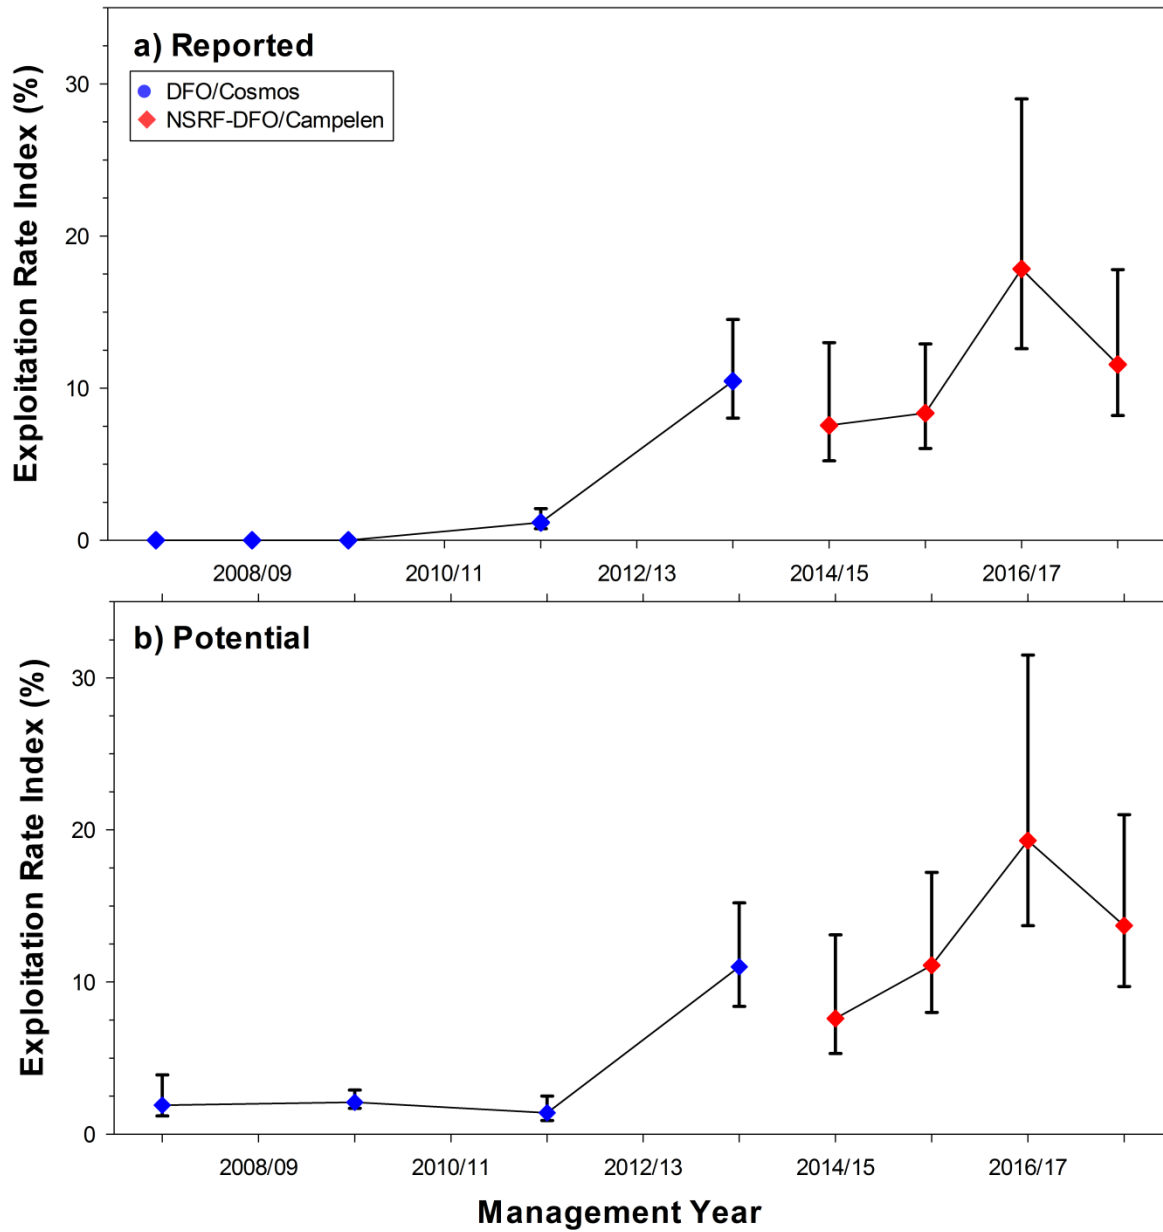 a) Reported
DFO/Cosmos
NSRF-DFO/Campelen
Exploitation Rate Index (%)
30
20
10
0
2008/09 2010/11 2012/13 2014/15 2016/17
b) Potential
Exploitation Rate Index (%)
30
20
10
0
2008/09 2010/11 2012/13 2014/15 2016/17
Management Year